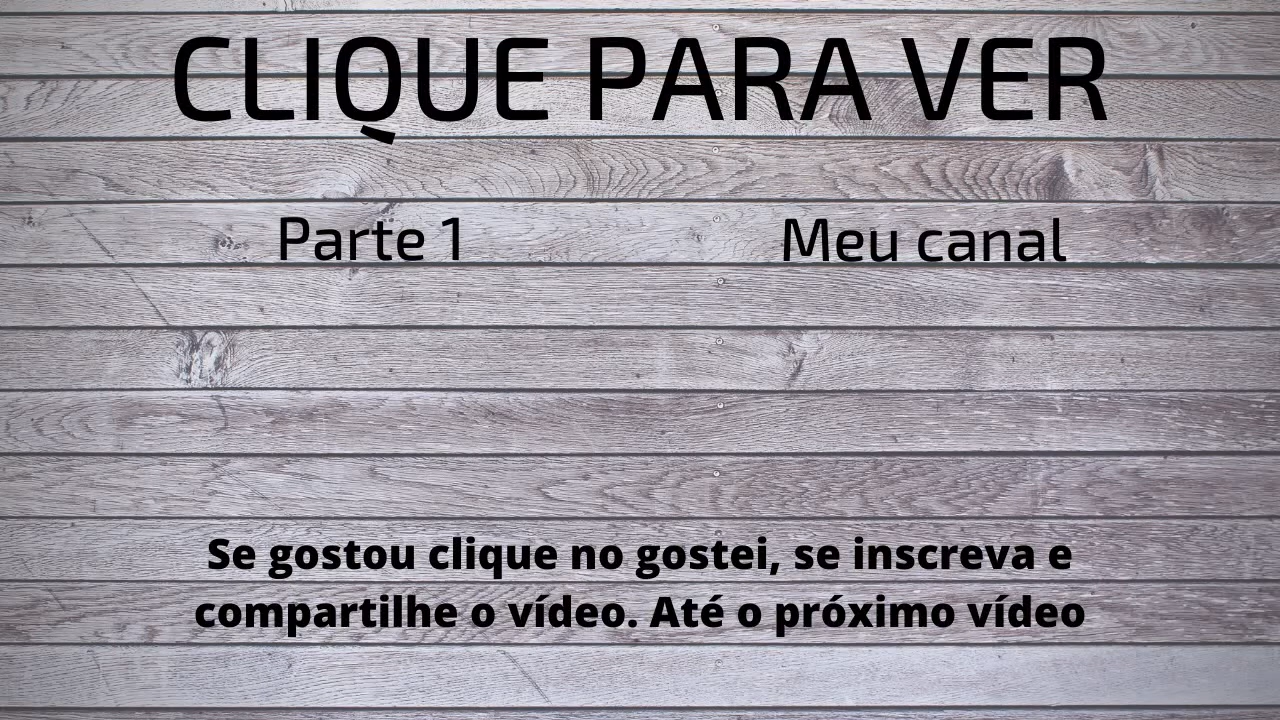 CLIQUE PARA VER
Parte 1
Meu canal
Se gostou clique no gostei, se inscreva e
compartilhe o vídeo. Até o próximo vídeo